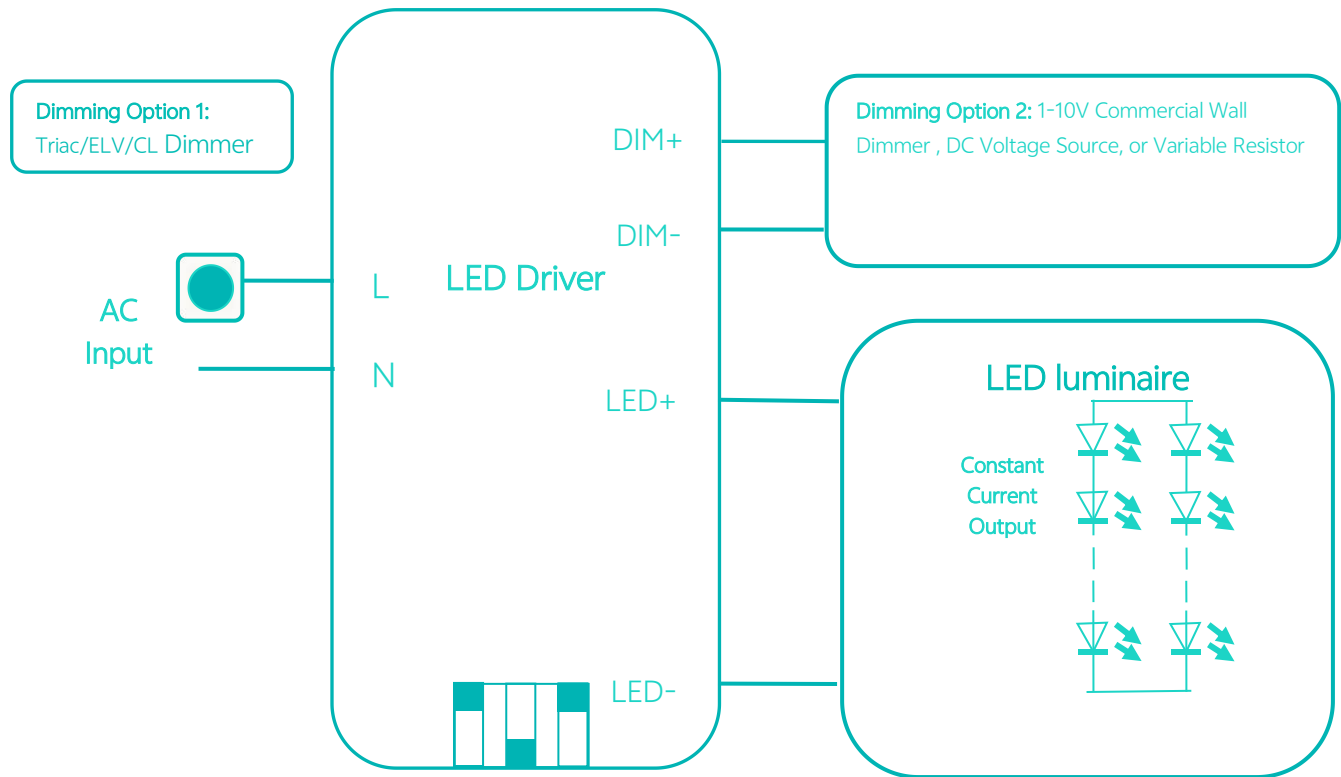 Dimming Option 1:
Triac/ELV/CL Dimmer
AC
Input
L
N
LED Driver
DIM+
DIM-
LED+
LED-
Dimming Option 2: 1-10V Commercial Wall
Dimmer , DC Voltage Source, or Variable Resistor
LED luminaire
Constant
Current
Output